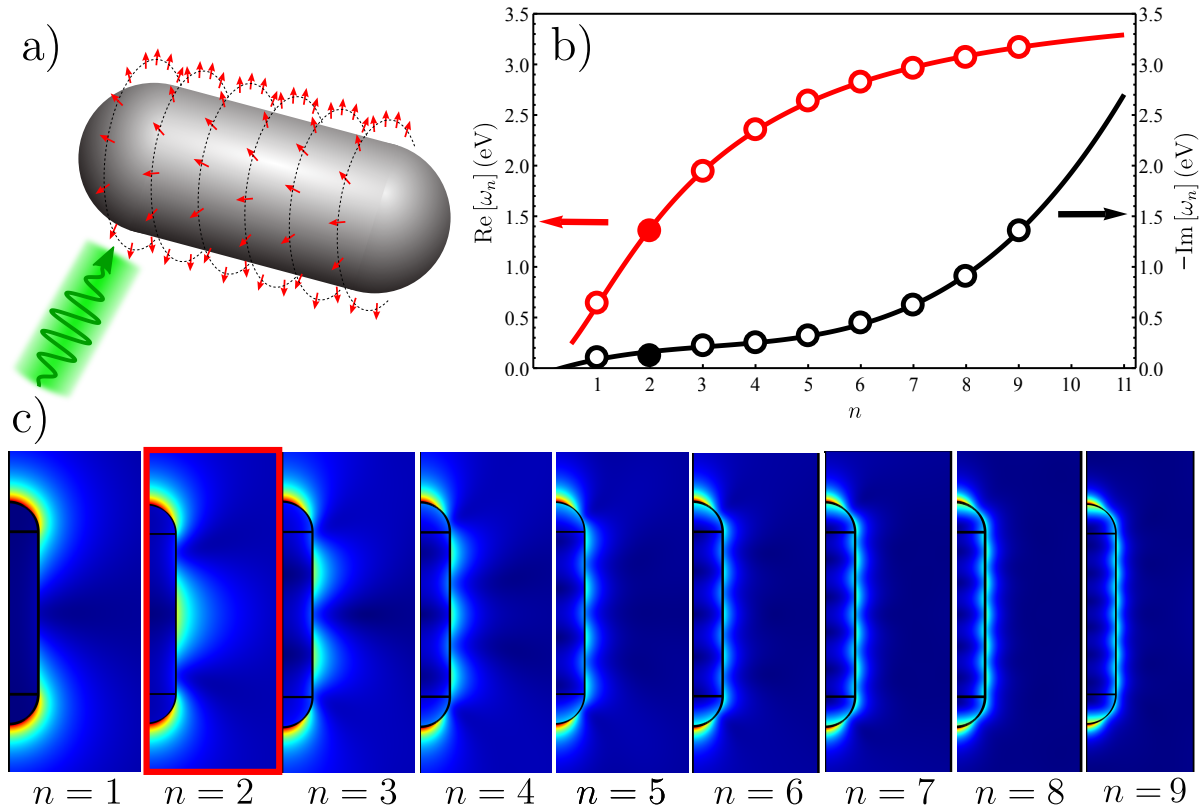 a)
b)
3.5
3.0
2.5
2.0
1.5
1.0
0.5
0.0
Re [ωₙ] (eV)
3.5
3.0
2.5
2.0
1.5
1.0
0.5
0.0
−Im [ωₙ] (eV)
1 2 3 4 5 6 7 8 9 10 11
n
c)
n = 1 n = 2 n = 3 n = 4 n = 5 n = 6 n = 7 n = 8 n = 9